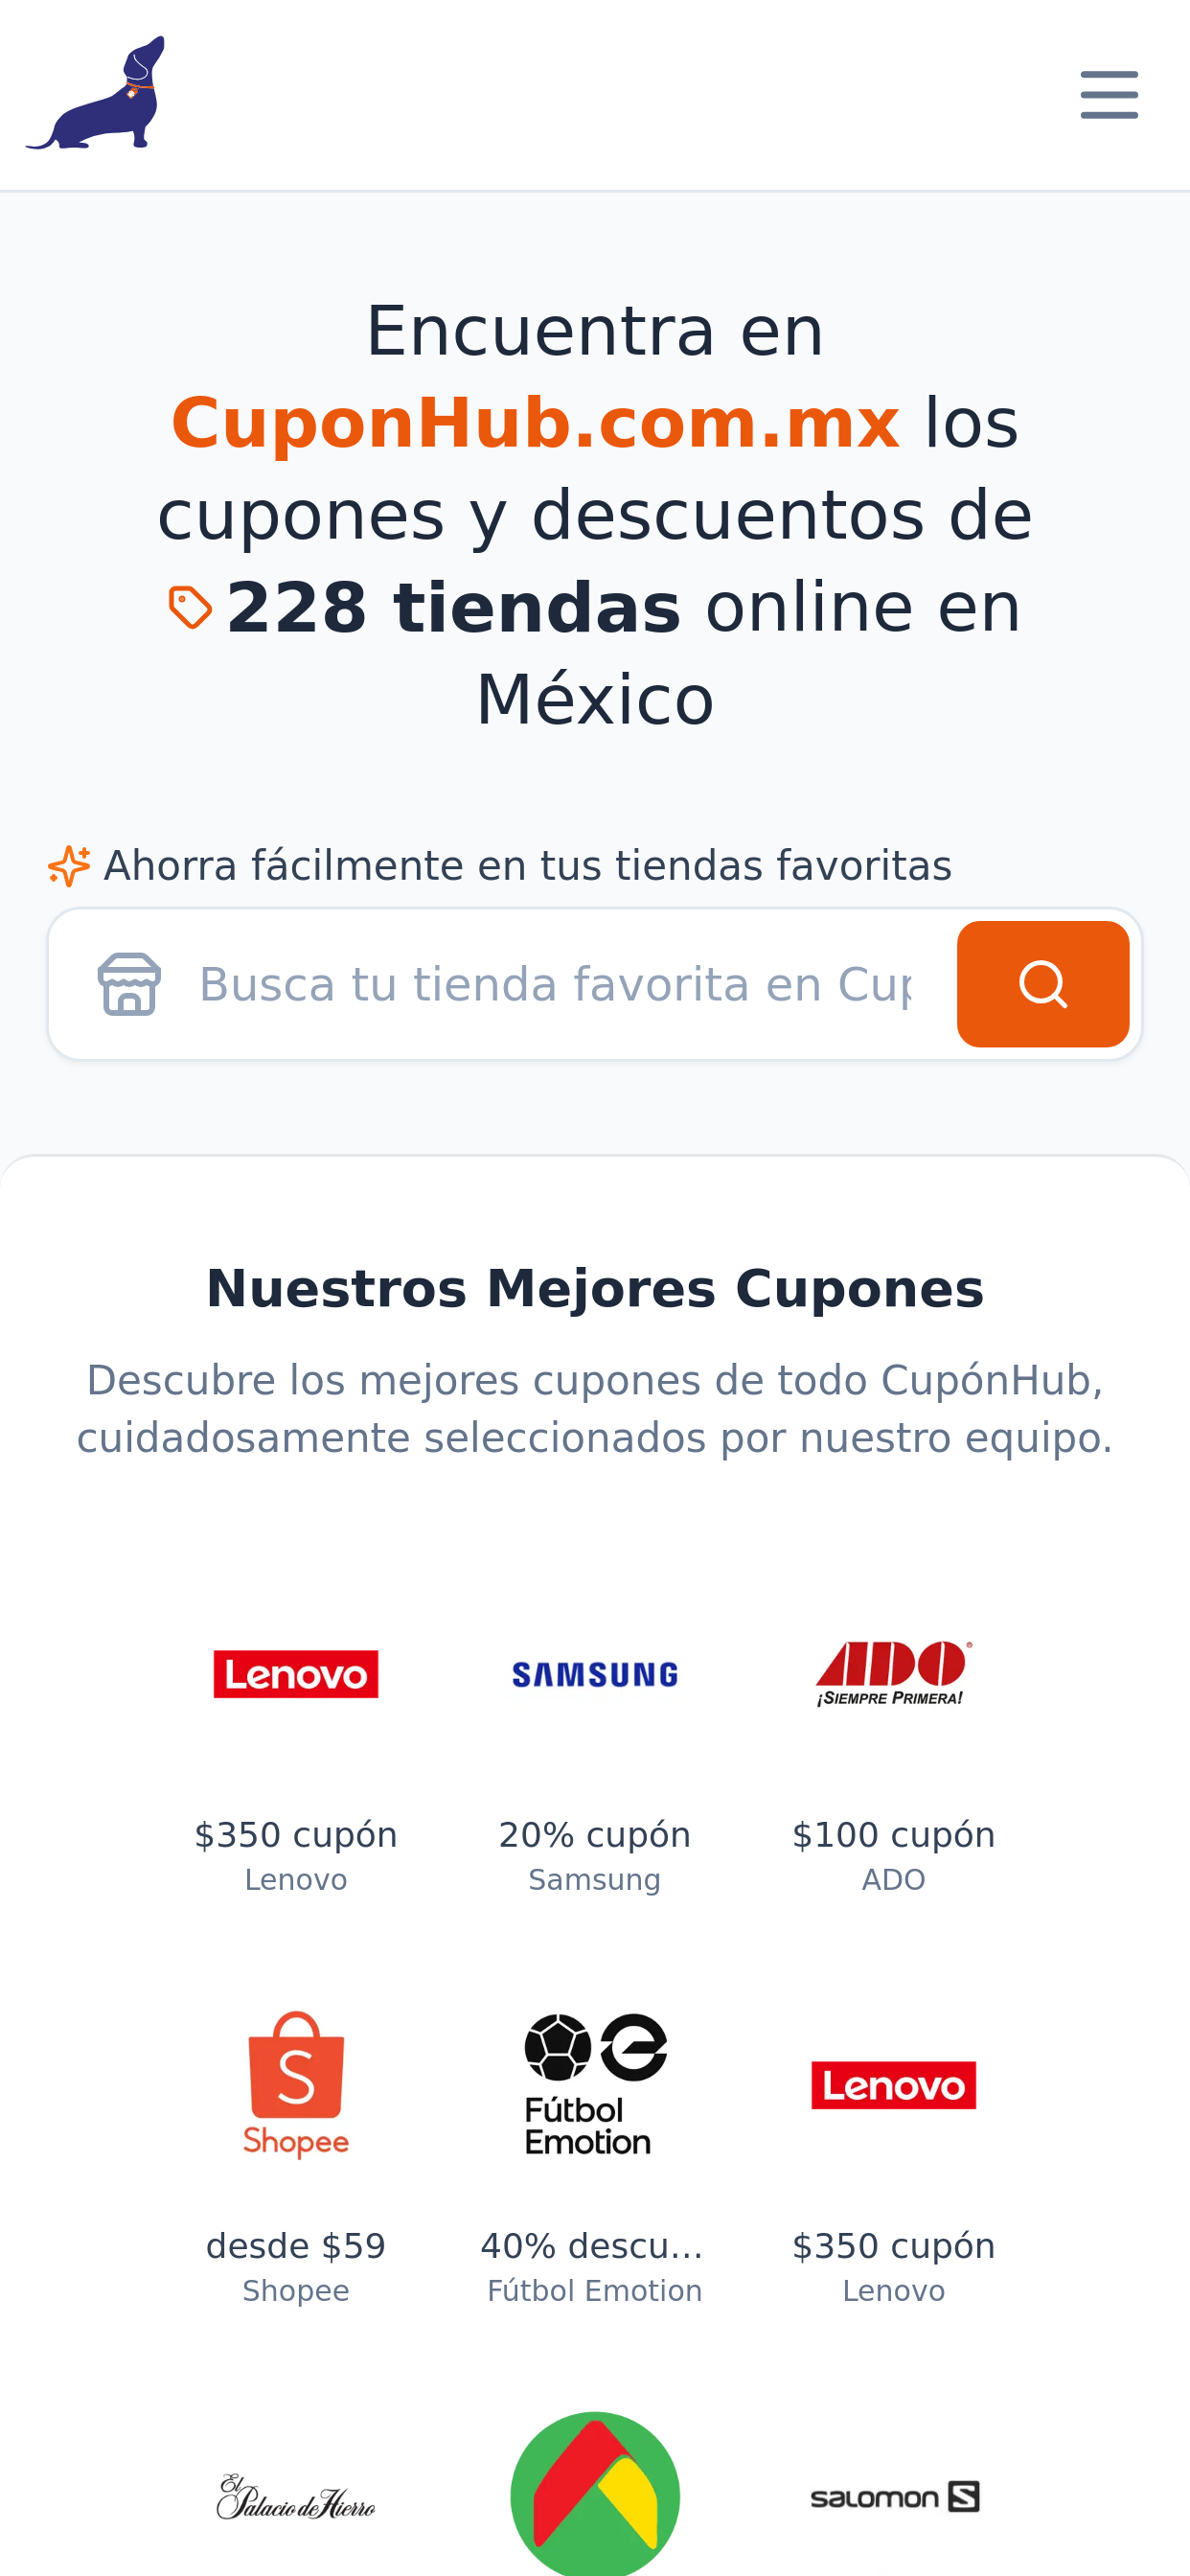 Encuentra en
CuponHub.com.mx los
cupones y descuentos de
228 tiendas online en
México
Ahorra fácilmente en tus tiendas favoritas
Busca tu tienda favorita en Cup
Nuestros Mejores Cupones
Descubre los mejores cupones de todo CupónHub,
cuidadosamente seleccionados por nuestro equipo.
Lenovo
SAMSUNG
ADO
¡SIEMPRE PRIMERA!
$350 cupón
Lenovo
20% cupón
Samsung
$100 cupón
ADO
S
Shopee
Fútbol
Emotion
Lenovo
desde $59
Shopee
40% descu...
Fútbol Emotion
$350 cupón
Lenovo
El
Palacio de Hierro
salomon S